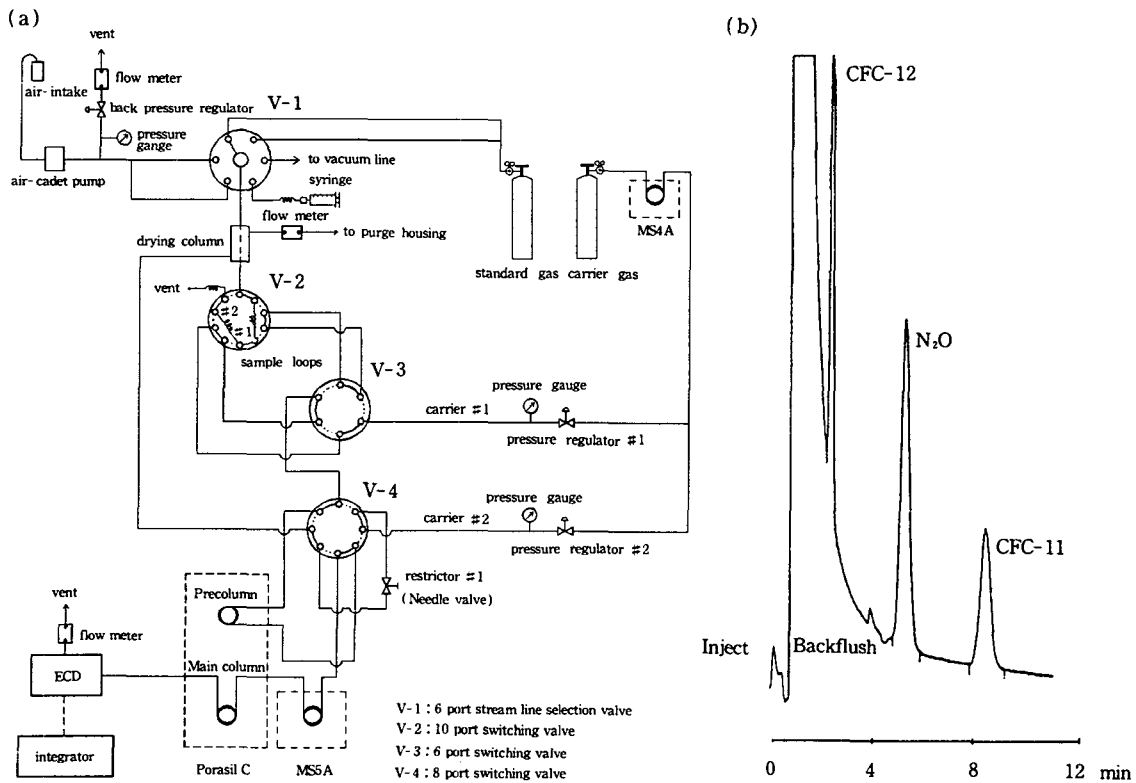 (a)
vent
flow meter
air-intake
back pressure regulator
V-1
pressure
gange
to vacuum line
air-cadet pump
syringe
flow meter
drying column
to purge housing
MS4A
standard gas
carrier gas
V-2
vent
#2
#1
sample loops
V-3
pressure gauge
carrier #1
pressure regulator #1
V-4
pressure gauge
carrier #2
pressure regulator #2
restrictor #1
(Needle valve)
Precolumn
vent
flow meter
Main column
ECD
integrator
Porasil C
MS5A
V-1 : 6 port stream line selection valve
V-2 : 10 port switching valve
V-3 : 6 port switching valve
V-4 : 8 port switching valve
(b)
CFC-12
N₂O
CFC-11
Inject
Backflush
0 4 8 12 min